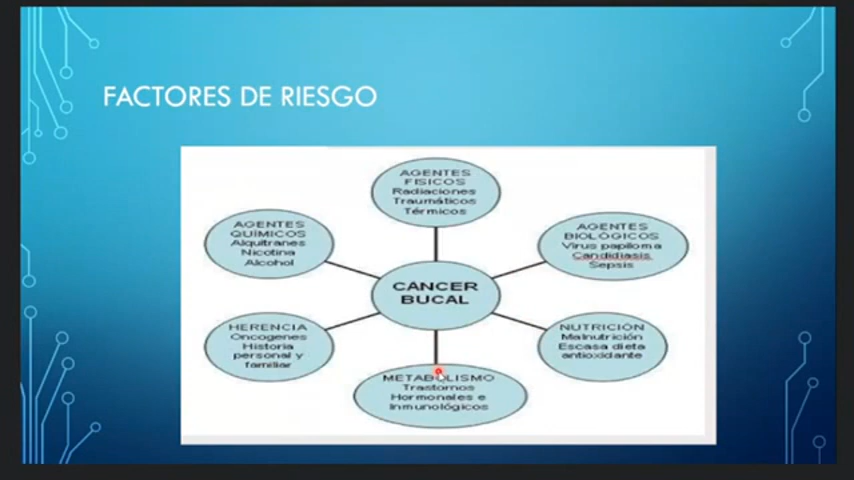 FACTORES DE RIESGO
AGENTES
FISICOS
Radiaciones
Traumáticos
Térmicos
AGENTES
QUÍMICOS
Alquitranes
Nicotina
Alcohol
AGENTES
BIOLÓGICOS
Virus papiloma
Candidiasis
Sepsis
CANCER
BUCAL
HERENCIA
Oncogenes
Historia
personal y
familiar
NUTRICIÓN
Malnutrición
Escasa dieta
antioxidante
METABOLISMO
Trastornos
Hormonales e
Inmunológicos